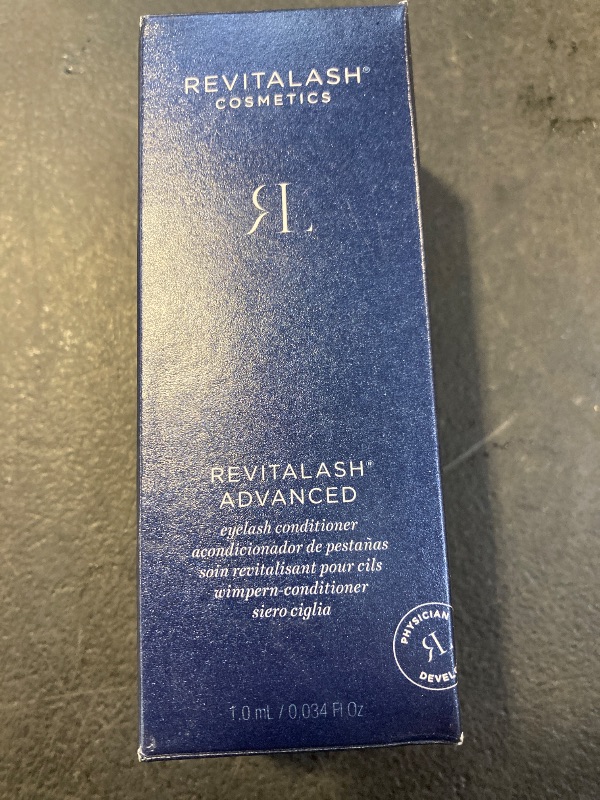 REVITALASH®
COSMETICS
RL
REVITALASH®
ADVANCED
eyelash conditioner
acondicionador de pestañas
soin revitalisant pour cils
wimpern-conditioner
siero ciglia
PHYSICIAN
RL
DEVEL
1.0 mL / 0.034 Fl Oz